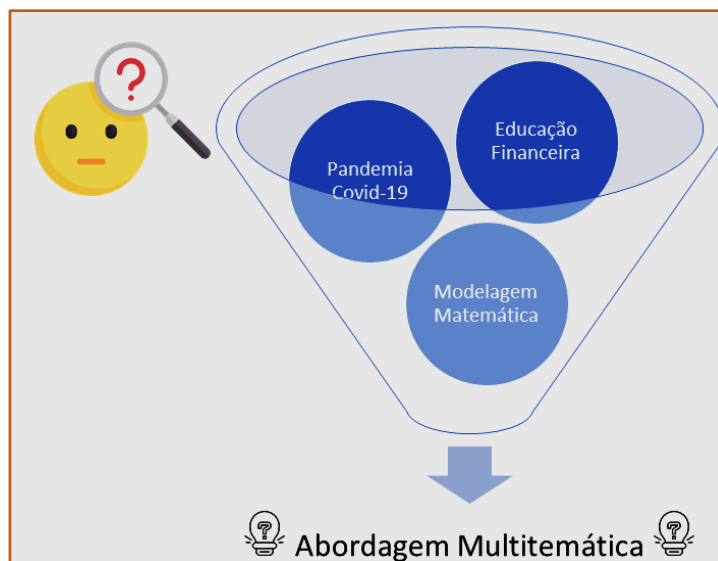 ?
Educação
Financeira
Pandemia
Covid-19
Modelagem
Matemática
? Abordagem Multitemática ?